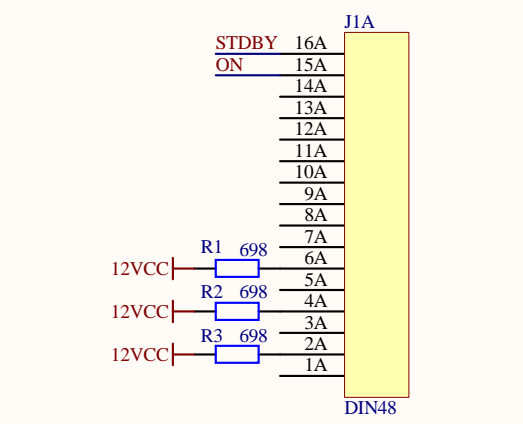 J1A
STDBY 16A
ON 15A
14A
13A
12A
11A
10A
9A
8A
7A
R1 698
12VCC 6A
5A
R2 698
12VCC 4A
3A
R3 698
12VCC 2A
1A
DIN48